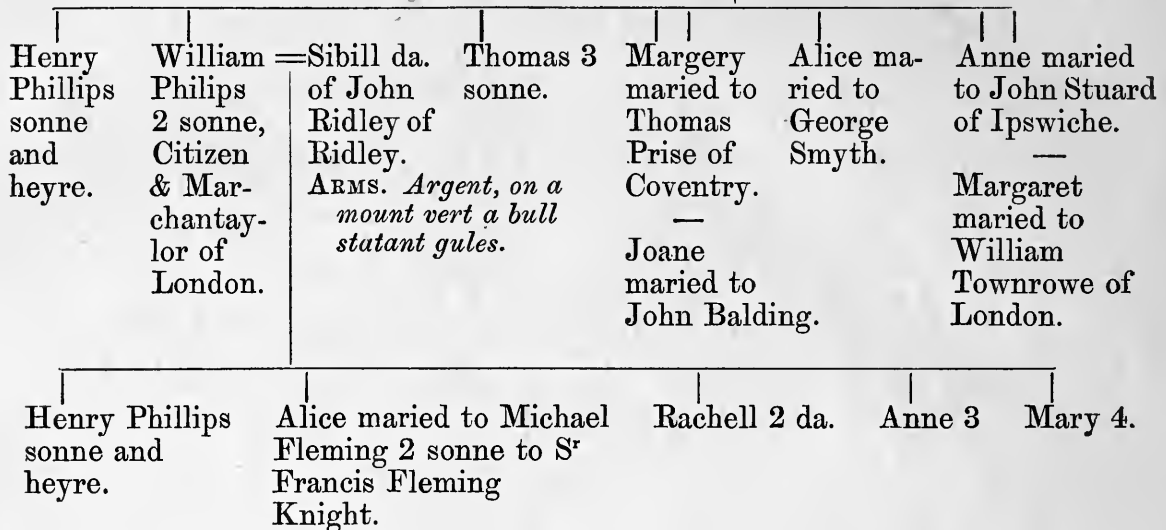 Henry
Phillips
sonne
and
heyre.
William =
Philips
2 sonne,
Citizen
& Mar-
chantay-
lor of
London.
Sibill da.
of John
Ridley of
Ridley.
ARMS. Argent, on a
mount vert a bull
statant gules.
Thomas 3
sonne.
Margery
maried to
Thomas
Prise of
Coventry.
—
Joane
maried to
John Balding.
Alice ma-
ried to
George
Smyth.
Anne maried
to John Stuard
of Ipswiche.
—
Margaret
maried to
William
Townrowe of
London.
Henry Phillips
sonne and
heyre.
Alice maried to Michael
Fleming 2 sonne to Sʳ
Francis Fleming
Knight.
Rachell 2 da.
Anne 3
Mary 4.